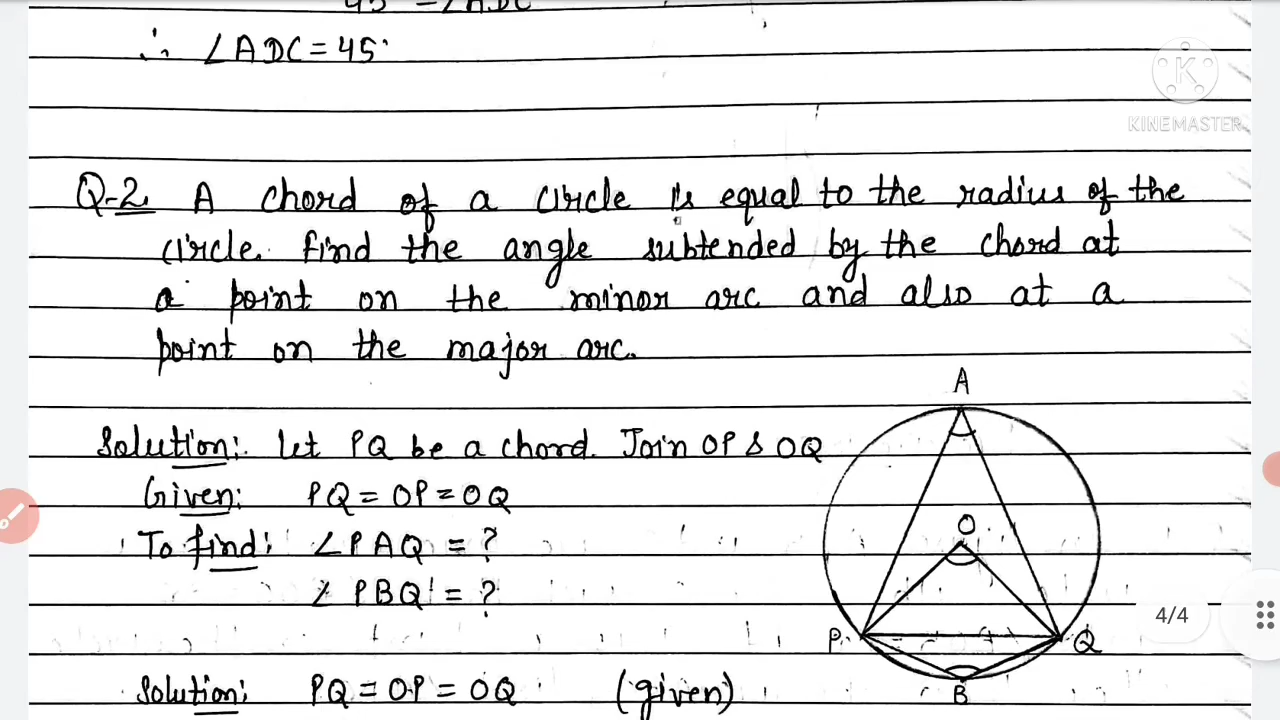 45° = ∠ADC
∴ ∠ADC = 45°
KINEMASTER
Q-2. A chord of a circle is equal to the radius of the
circle. find the angle subtended by the chord at
a point on the minor arc and also at a
point on the major arc.
A
Solution: Let PQ be a chord. Join OP & OQ
Given: PQ = OP = OQ
To find: ∠PAQ = ?
O
∠PBQ = ?
4/4
P
Q
Solution: PQ = OP = OQ (given)
B